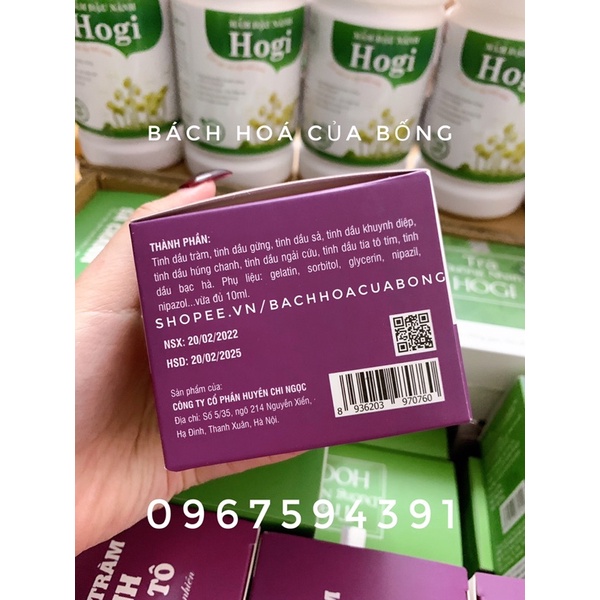 MẦM ĐẬU NÀNH
Hogi
MẦM ĐẬU NÀNH
Hogi
MẦM ĐẬU NÀNH
Hogi
MẦM ĐẬU NÀNH
Hogi
BÁCH HOÁ CỦA BỐNG
THÀNH PHẦN:
Tinh dầu tràm, tinh dầu gừng, tinh dầu sả, tinh dầu khuynh diệp,
tinh dầu húng chanh, tinh dầu ngải cứu, tinh dầu tía tô tím, tinh
dầu bạc hà. Phụ liệu: gelatin, sorbitol, glycerin, nipazil,
nipazol...vừa đủ 10ml.
SHOPEE.VN/BACHHOACUABONG
NSX: 20/02/2022
HSD: 20/02/2025
Sản phẩm của:
CÔNG TY CỔ PHẦN HUYỀN CHI NGỌC
Địa chỉ: Số 5/35, ngõ 214 Nguyễn Xiển,
Hạ Đình, Thanh Xuân, Hà Nội.
8 936203 970760
HOGI
0967594391
TRÀM
TÔ